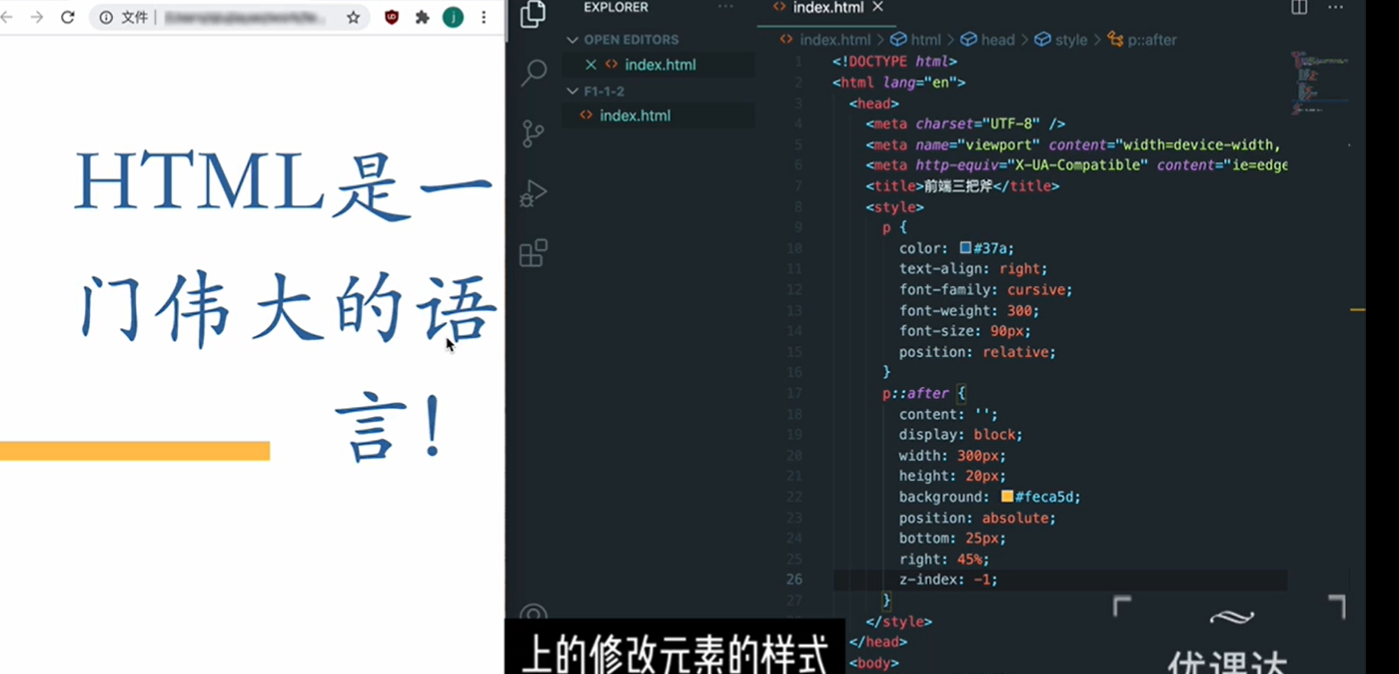 文件
j
HTML是一
门伟大的语
言！
EXPLORER
OPEN EDITORS
index.html
F1-1-2
index.html
index.html
index.html > html > head > style > p::after
1 <!DOCTYPE html>
2 <html lang="en">
3 <head>
4 <meta charset="UTF-8" />
5 <meta name="viewport" content="width=device-width,
6 <meta http-equiv="X-UA-Compatible" content="ie=edge
7 <title>前端三把斧</title>
8 <style>
9 p {
10 color: #37a;
11 text-align: right;
12 font-family: cursive;
13 font-weight: 300;
14 font-size: 90px;
15 position: relative;
16 }
17 p::after {
18 content: '';
19 display: block;
20 width: 300px;
21 height: 20px;
22 background: #feca5d;
23 position: absolute;
24 bottom: 25px;
25 right: 45%;
26 z-index: -1;
27 }
</style>
</head>
<body>
上的修改元素的样式
优课达